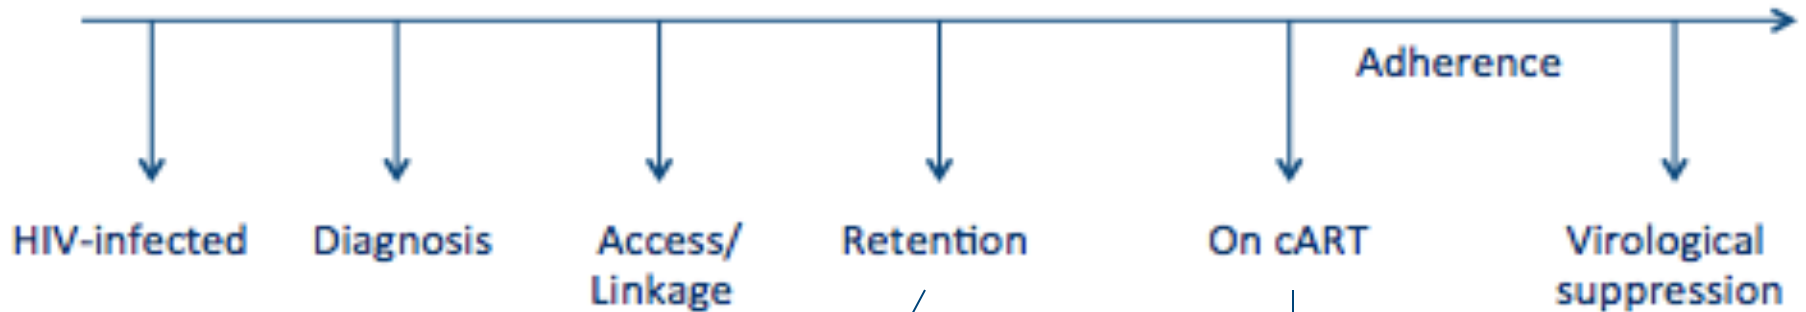 Adherence
HIV-infected
Diagnosis
Access/
Linkage
Retention
On cART
Virological
suppression